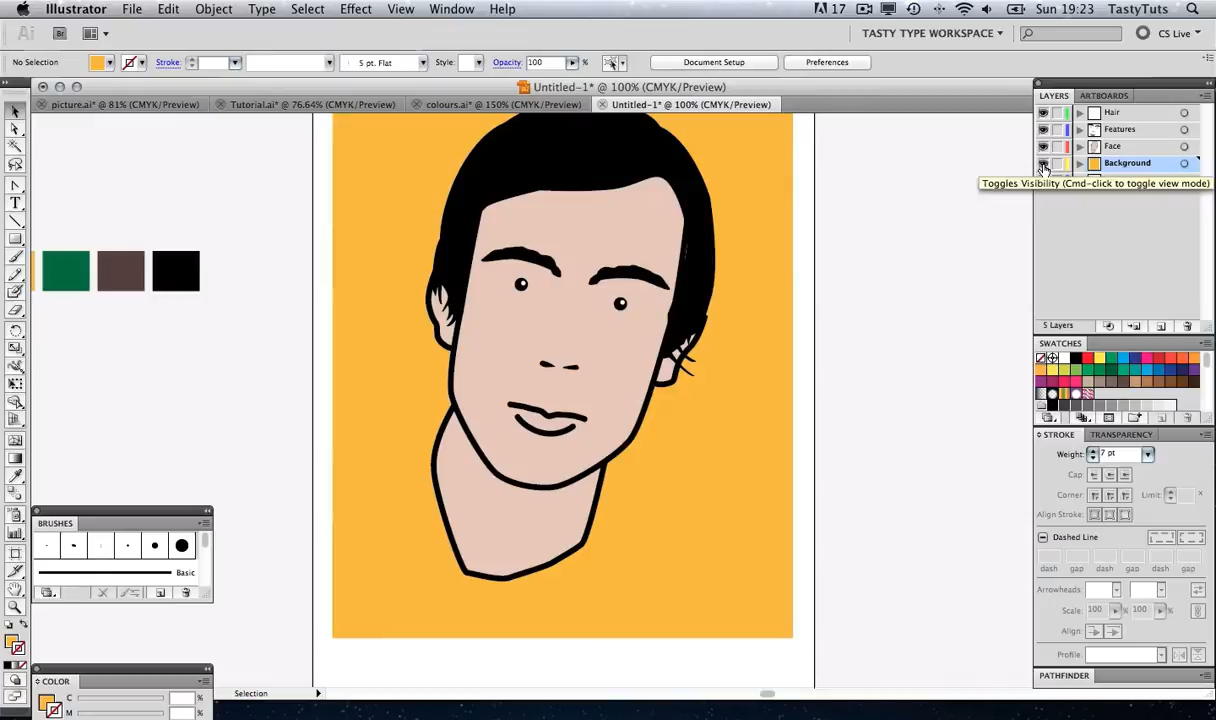 Illustrator File Edit Object Type Select Effect View Window Help 17 Sun 19:23 TastyTuts
Ai Br TASTY TYPE WORKSPACE CS Live
No Selection Stroke: 5 pt. Flat Style: Opacity: 100 % Document Setup Preferences
Untitled-1* @ 100% (CMYK/Preview)
picture.ai* @ 81% (CMYK/Preview) Tutorial.ai* @ 76.64% (CMYK/Preview) colours.ai* @ 150% (CMYK/Preview) Untitled-1* @ 100% (CMYK/Preview)
LAYERS ARTBOARDS
Hair
Features
Face
Background
Toggles Visibility (Cmd-click to toggle view mode)
5 Layers
SWATCHES
STROKE TRANSPARENCY
Weight: 7 pt
Cap:
Corner: Limit: x
Align Stroke:
Dashed Line
dash gap dash gap dash gap
Arrowheads:
Scale: 100 % 100 %
Align:
Profile:
PATHFINDER
BRUSHES
Basic
COLOR
C %
M %
Selection